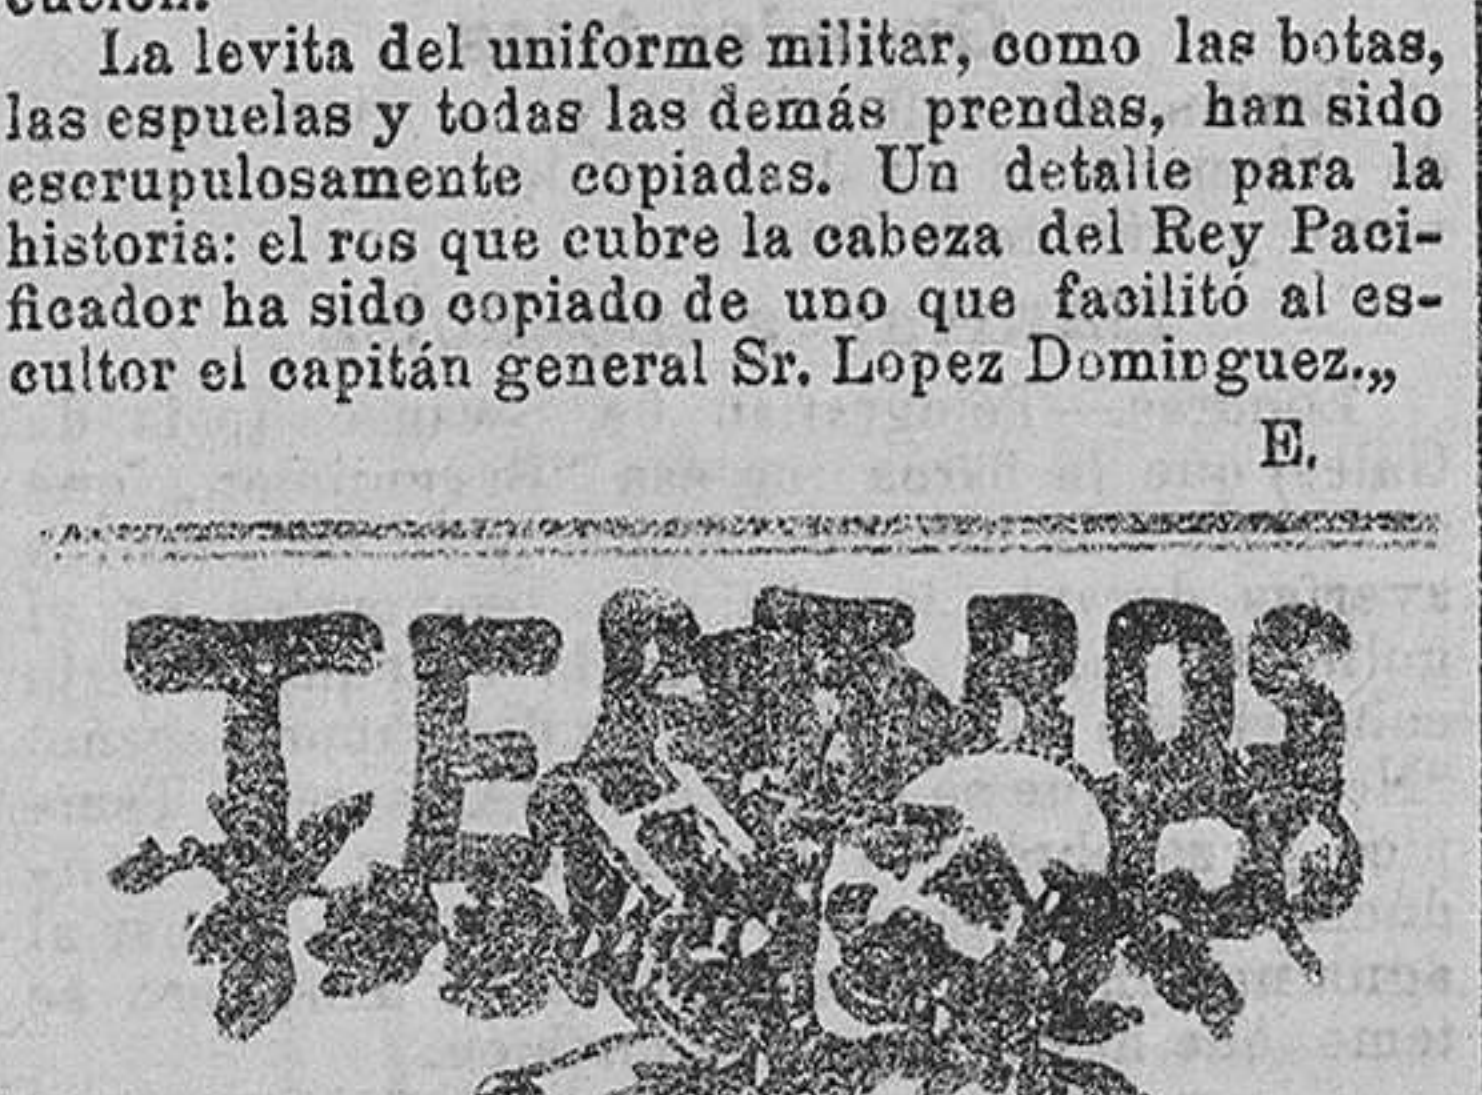 La levita del uniforme militar, como las botas,
las espuelas y todas las demás prendas, han sido
escrupulosamente copiadas. Un detalle para la
historia: el ros que cubre la cabeza del Rey Paci-
ficador ha sido copiado de uno que facilitó al es-
cultor el capitán general Sr. Lopez Dominguez.„
E.
TEATROS